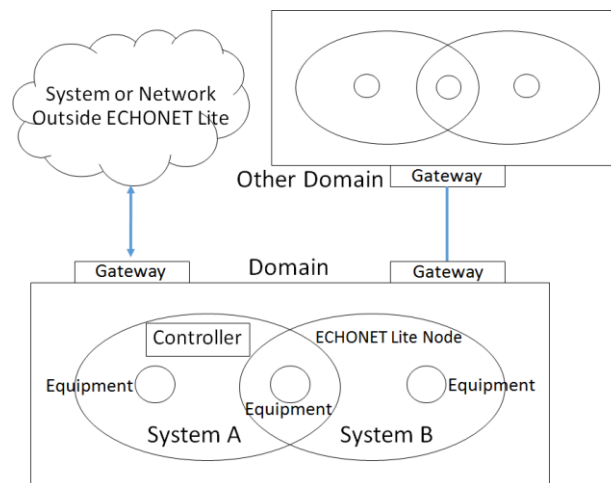 System or Network
Outside ECHONET Lite
Other Domain
Gateway
Gateway
Domain
Gateway
Controller
ECHONET Lite Node
Equipment
Equipment
Equipment
System A
System B